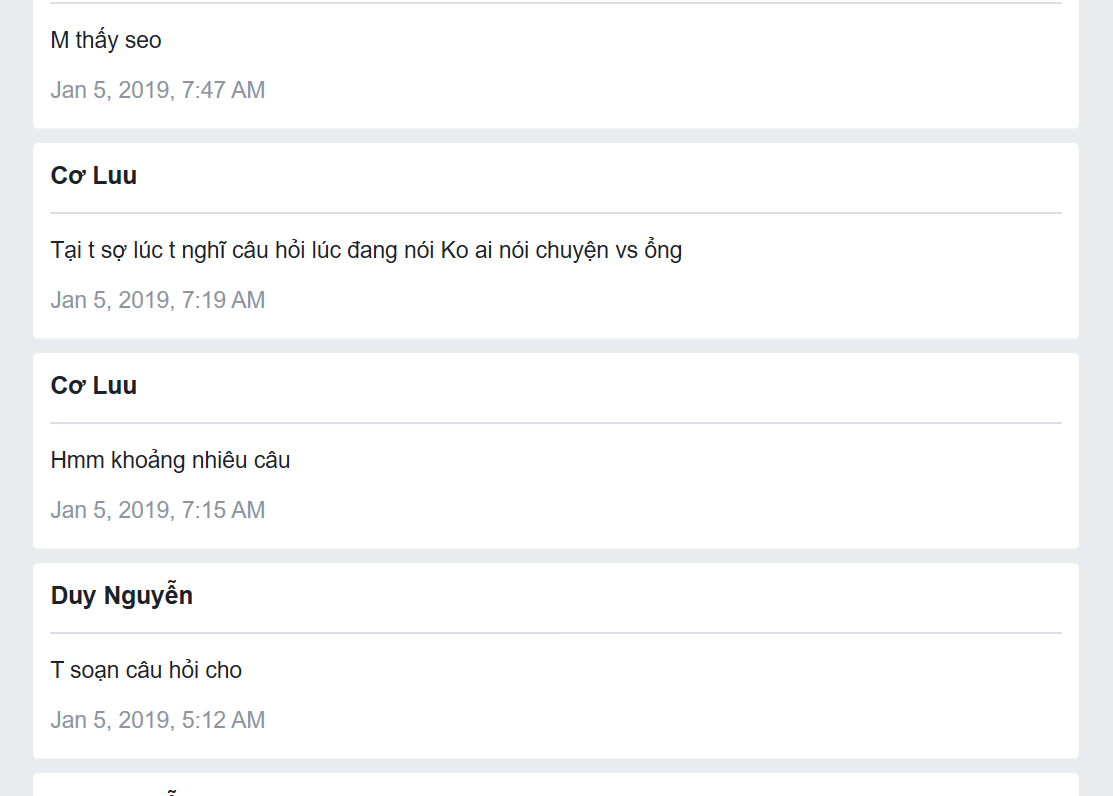 M thấy seo
Jan 5, 2019, 7:47 AM
Cơ Luu
Tại t sợ lúc t nghĩ câu hỏi lúc đang nói Ko ai nói chuyện vs ổng
Jan 5, 2019, 7:19 AM
Cơ Luu
Hmm khoảng nhiêu câu
Jan 5, 2019, 7:15 AM
Duy Nguyễn
T soạn câu hỏi cho
Jan 5, 2019, 5:12 AM